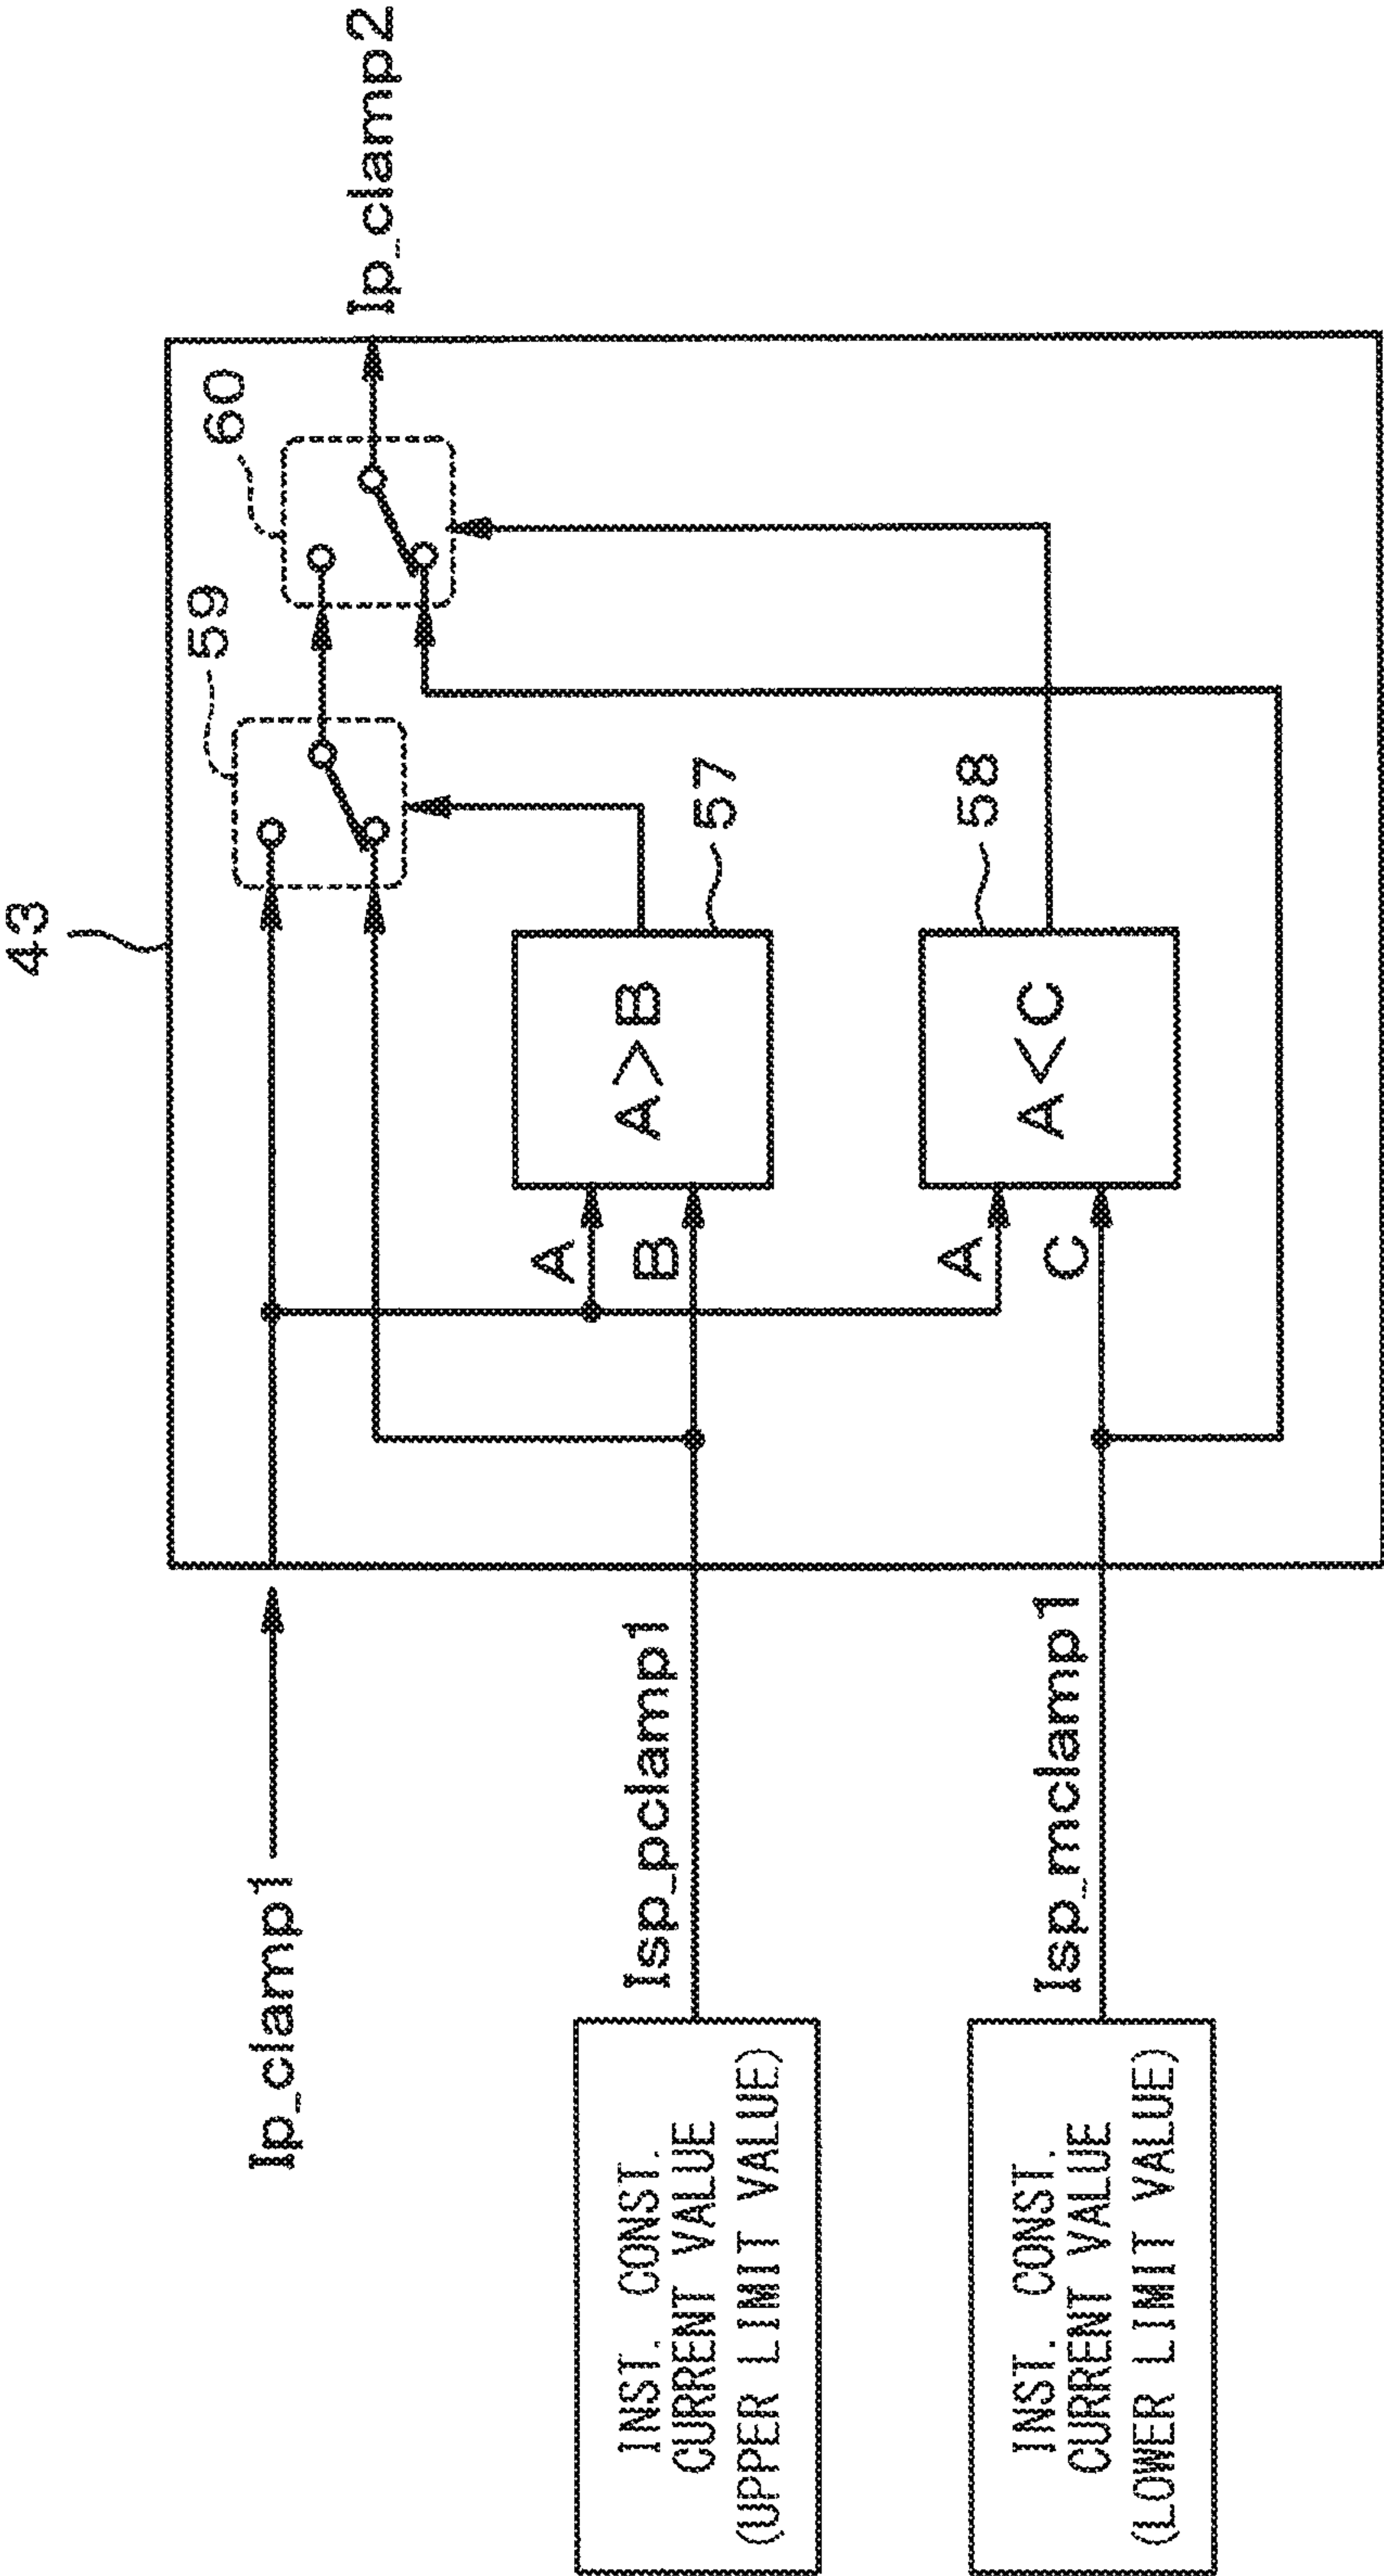 43
Ip_clamp1
59
60
Ip_clamp2
Isp_pclamp1
INST. CONST.
CURRENT VALUE
(UPPER LIMIT VALUE)
A
B
A>B
57
Isp_mclamp1
INST. CONST.
CURRENT VALUE
(LOWER LIMIT VALUE)
A
C
A<C
58